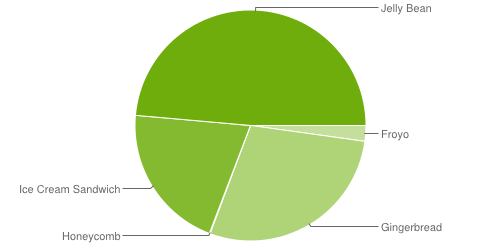 Jelly Bean
Froyo
Ice Cream Sandwich
Gingerbread
Honeycomb